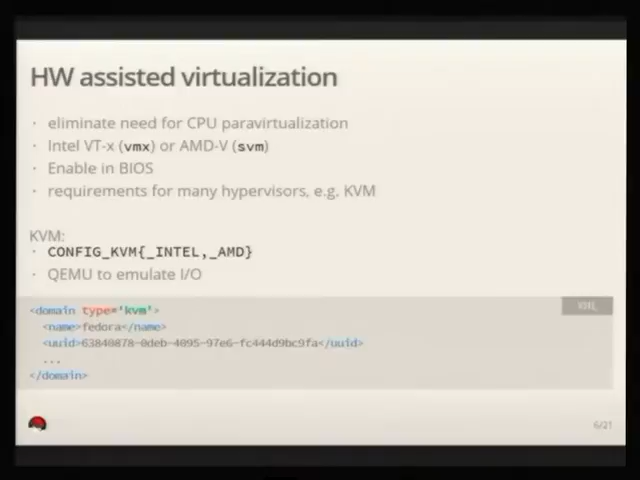 HW assisted virtualization
· eliminate need for CPU paravirtualization
· Intel VT-x (vmx) or AMD-V (svm)
· Enable in BIOS
· requirements for many hypervisors, e.g. KVM
KVM:
· CONFIG_KVM{_INTEL,_AMD}
· QEMU to emulate I/O
XML
<domain type='kvm'>
<name>fedora</name>
<uuid>63840878-0deb-4095-97e6-fc444d9bc9fa</uuid>
...
</domain>
6/21